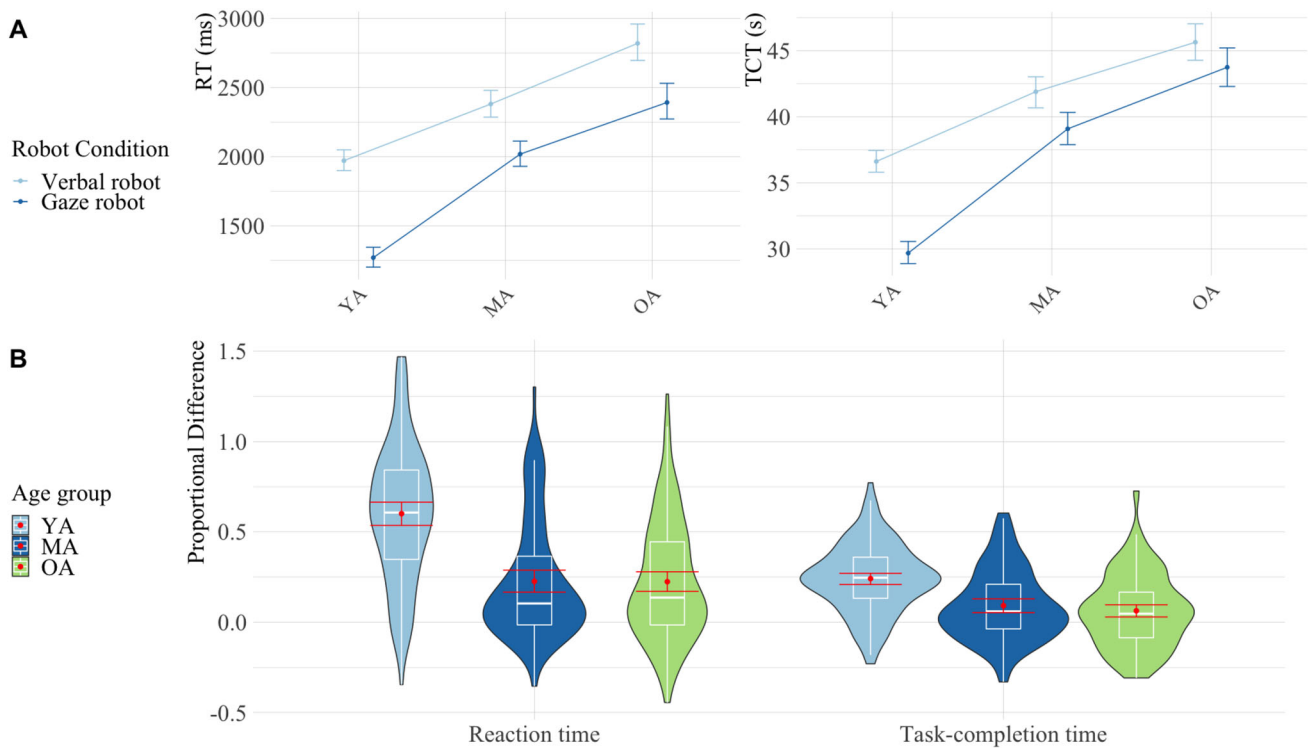 A
RT (ms)
3000
2500
2000
1500
YA
MA
OA
TCT (s)
45
40
35
30
YA
MA
OA
Robot Condition
Verbal robot
Gaze robot
B
Proportional Difference
1.5
1.0
0.5
0.0
-0.5
Reaction time
Task-completion time
Age group
YA
MA
OA